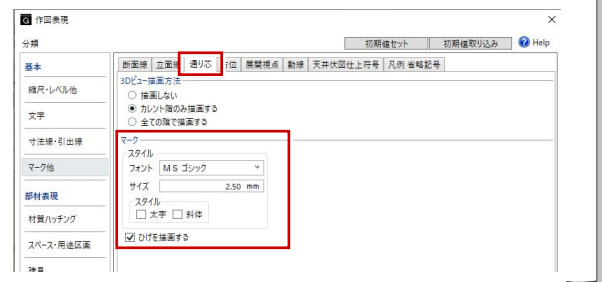 G 作図表現 ×
分類 初期値セット 初期値取り込み ? Help
基本
縮尺・レベル他
文字
寸法線・引出線
マーク他
部材表現
材質ハッチング
スペース・用途区画
断面線 立面線 通り芯 方位 展開視点 動線 天井伏図仕上符号 凡例 省略記号
3Dビュー描画方法
描画しない
カレント階のみ描画する
全ての階で描画する
マーク
スタイル
フォント MS ゴシック
サイズ 2.50 mm
スタイル
太字 斜体
ひげを描画する